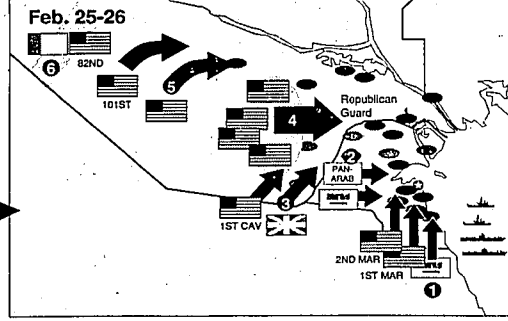 Feb. 25-26
82ND
6
5
101ST
4
Republican
Guard
2
PAN-
ARAB
3
1ST CAV
2ND MAR
1ST MAR
1